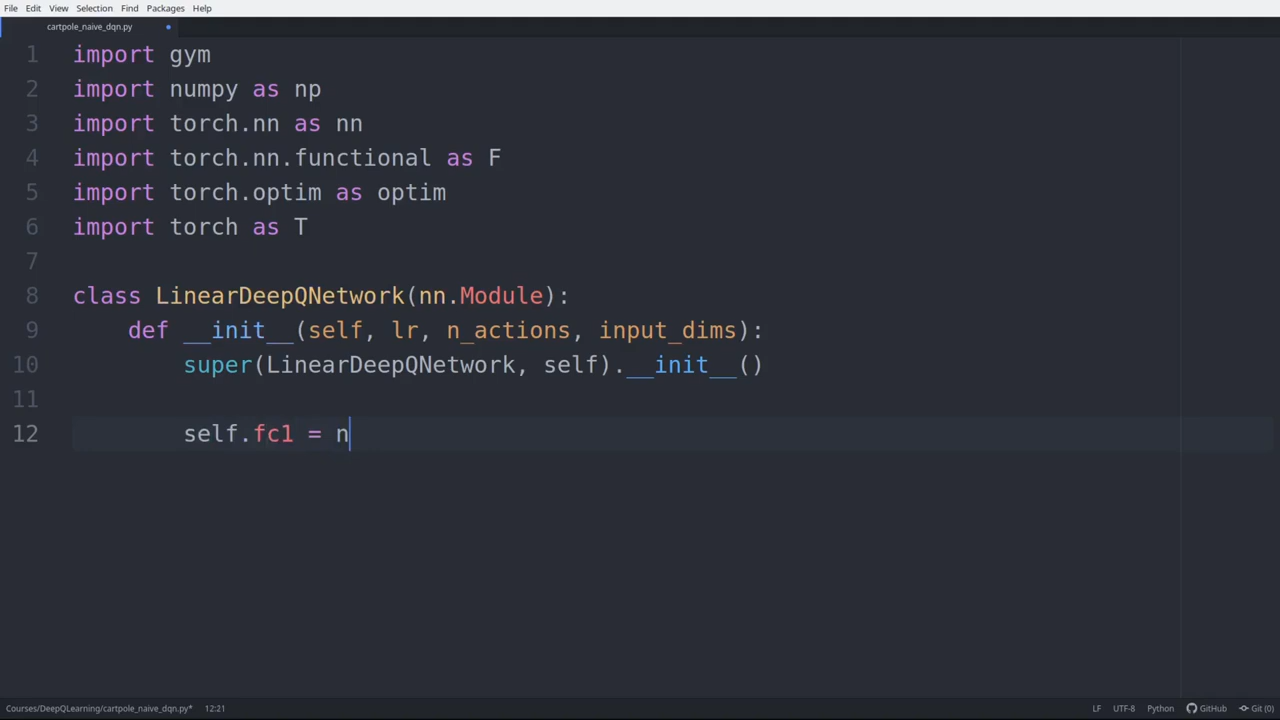 File Edit View Selection Find Packages Help
cartpole_naive_dqn.py
1 import gym
2 import numpy as np
3 import torch.nn as nn
4 import torch.nn.functional as F
5 import torch.optim as optim
6 import torch as T
7
8 class LinearDeepQNetwork(nn.Module):
9     def __init__(self, lr, n_actions, input_dims):
10         super(LinearDeepQNetwork, self).__init__()
11
12         self.fc1 = n
Courses/DeepQLearning/cartpole_naive_dqn.py* 12:21 LF UTF-8 Python GitHub Git (0)